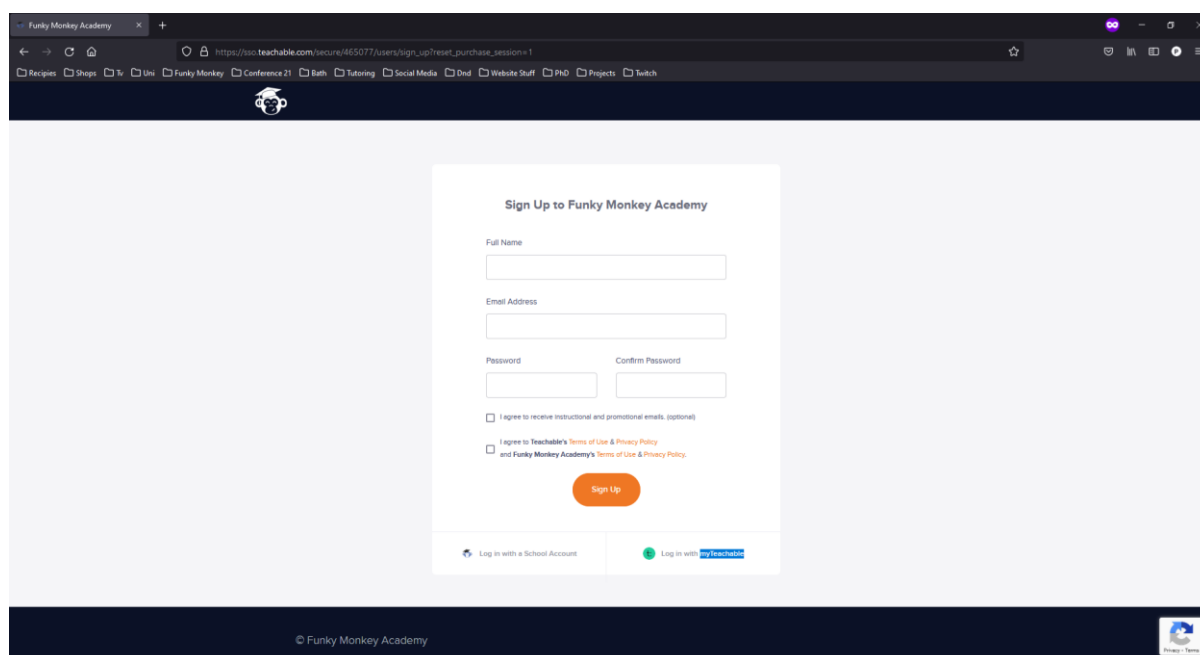 Funky Monkey Academy
https://sso.teachable.com/secure/465077/users/sign_up?reset_purchase_session=1
Recipies Shops Tv Uni Funky Monkey Conference 21 Bath Tutoring Social Media Dnd Website Stuff PhD Projects Twitch
Sign Up to Funky Monkey Academy
Full Name
Email Address
Password Confirm Password
I agree to receive instructional and promotional emails. (optional)
I agree to Teachable's Terms of Use & Privacy Policy
and Funky Monkey Academy's Terms of Use & Privacy Policy.
Sign Up
Log in with a School Account Log in with myTeachable
© Funky Monkey Academy
Privacy - Terms